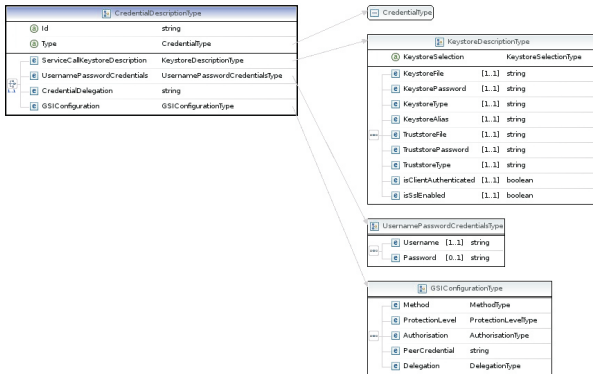 CredentialDescriptionType
Id string
Type CredentialType
ServiceCallKeystoreDescription KeystoreDescriptionType
UsernamePasswordCredentials UsernamePasswordCredentialsType
CredentialDelegation string
GSIConfiguration GSIConfigurationType
CredentialType
KeystoreDescriptionType
KeystoreSelection KeystoreSelectionType
KeystoreFile [1..1] string
KeystorePassword [1..1] string
KeystoreType [1..1] string
KeystoreAlias [1..1] string
TruststoreFile [1..1] string
TruststorePassword [1..1] string
TruststoreType [1..1] string
isClientAuthenticated [1..1] boolean
isSslEnabled [1..1] boolean
UsernamePasswordCredentialsType
Username [1..1] string
Password [0..1] string
GSIConfigurationType
Method MethodType
ProtectionLevel ProtectionLevelType
Authorisation AuthorisationType
PeerCredential string
Delegation DelegationType